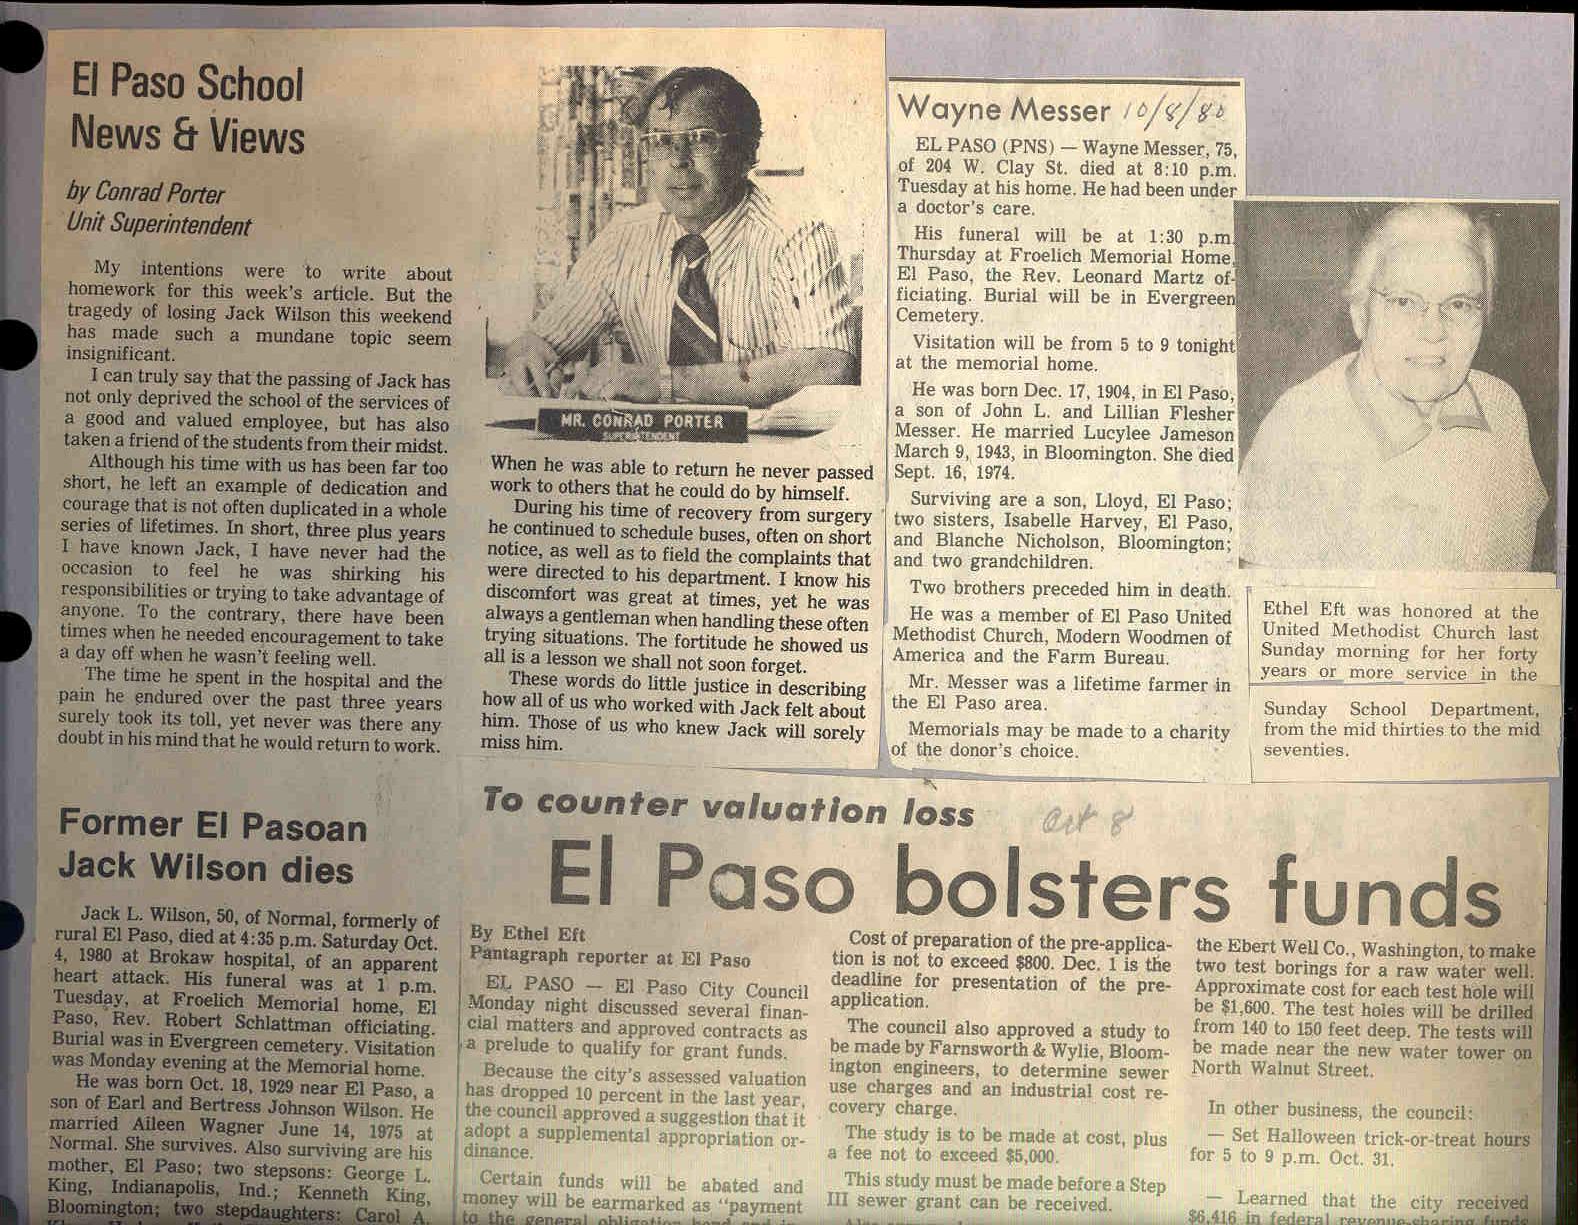 El Paso School
News & Views
by Conrad Porter
Unit Superintendent
My intentions were to write about
homework for this week's article. But the
tragedy of losing Jack Wilson this weekend
has made such a mundane topic seem
insignificant.
I can truly say that the passing of Jack has
not only deprived the school of the services of
a good and valued employee, but has also
taken a friend of the students from their midst.
Although his time with us has been far too
short, he left an example of dedication and
courage that is not often duplicated in a whole
series of lifetimes. In short, three plus years
I have known Jack, I have never had the
occasion to feel he was shirking his
responsibilities or trying to take advantage of
anyone. To the contrary, there have been
times when he needed encouragement to take
a day off when he wasn't feeling well.
The time he spent in the hospital and the
pain he endured over the past three years
surely took its toll, yet never was there any
doubt in his mind that he would return to work.
MR. CONRAD PORTER
SUPERINTENDENT
When he was able to return he never passed
work to others that he could do by himself.
During his time of recovery from surgery
he continued to schedule buses, often on short
notice, as well as to field the complaints that
were directed to his department. I know his
discomfort was great at times, yet he was
always a gentleman when handling these often
trying situations. The fortitude he showed us
all is a lesson we shall not soon forget.
These words do little justice in describing
how all of us who worked with Jack felt about
him. Those of us who knew Jack will sorely
miss him.
Wayne Messer 10/8/80
EL PASO (PNS) — Wayne Messer, 75,
of 204 W. Clay St. died at 8:10 p.m.
Tuesday at his home. He had been under
a doctor's care.
His funeral will be at 1:30 p.m.
Thursday at Froelich Memorial Home,
El Paso, the Rev. Leonard Martz of-
ficiating. Burial will be in Evergreen
Cemetery.
Visitation will be from 5 to 9 tonight
at the memorial home.
He was born Dec. 17, 1904, in El Paso,
a son of John L. and Lillian Flesher
Messer. He married Lucylee Jameson
March 9, 1943, in Bloomington. She died
Sept. 16, 1974.
Surviving are a son, Lloyd, El Paso;
two sisters, Isabelle Harvey, El Paso,
and Blanche Nicholson, Bloomington;
and two grandchildren.
Two brothers preceded him in death.
He was a member of El Paso United
Methodist Church, Modern Woodmen of
America and the Farm Bureau.
Mr. Messer was a lifetime farmer in
the El Paso area.
Memorials may be made to a charity
of the donor's choice.
Ethel Eft was honored at the
United Methodist Church last
Sunday morning for her forty
years or more service in the
Sunday School Department,
from the mid thirties to the mid
seventies.
Former El Pasoan
Jack Wilson dies
Jack L. Wilson, 50, of Normal, formerly of
rural El Paso, died at 4:35 p.m. Saturday Oct.
4, 1980 at Brokaw hospital, of an apparent
heart attack. His funeral was at 1 p.m.
Tuesday, at Froelich Memorial home, El
Paso, Rev. Robert Schlattman officiating.
Burial was in Evergreen cemetery. Visitation
was Monday evening at the Memorial home.
He was born Oct. 18, 1929 near El Paso, a
son of Earl and Bertress Johnson Wilson. He
married Aileen Wagner June 14, 1975 at
Normal. She survives. Also surviving are his
mother, El Paso; two stepsons: George L.
King, Indianapolis, Ind.; Kenneth King,
Bloomington; two stepdaughters: Carol A.
To counter valuation loss
Oct 8
El Paso bolsters funds
By Ethel Eft
Pantagraph reporter at El Paso
EL PASO — El Paso City Council
Monday night discussed several finan-
cial matters and approved contracts as
a prelude to qualify for grant funds.
Because the city's assessed valuation
has dropped 10 percent in the last year,
the council approved a suggestion that it
adopt a supplemental appropriation or-
dinance.
Certain funds will be abated and
money will be earmarked as "payment
to the general obligation bond and in
Cost of preparation of the pre-applica-
tion is not to exceed $800. Dec. 1 is the
deadline for presentation of the pre-
application.
The council also approved a study to
be made by Farnsworth & Wylie, Bloom-
ington engineers, to determine sewer
use charges and an industrial cost re-
covery charge.
The study is to be made at cost, plus
a fee not to exceed $5,000.
This study must be made before a Step
III sewer grant can be received.
the Ebert Well Co., Washington, to make
two test borings for a raw water well.
Approximate cost for each test hole will
be $1,600. The test holes will be drilled
from 140 to 150 feet deep. The tests will
be made near the new water tower on
North Walnut Street.
In other business, the council:
— Set Halloween trick-or-treat hours
for 5 to 9 p.m. Oct. 31.
— Learned that the city received
$6,416 in federal revenue-sharing funds